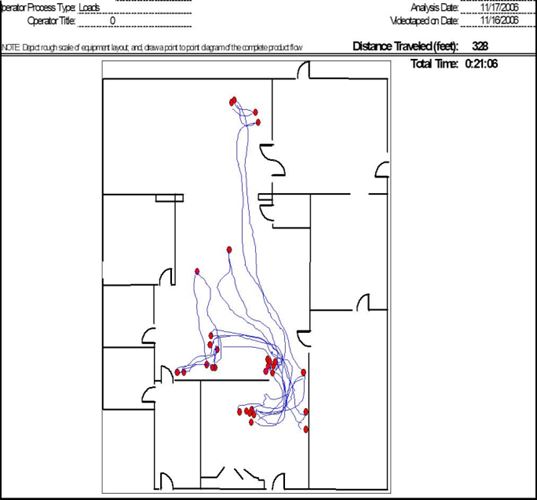 perator Process Type: Loads
Analysis Date: 11/17/2006
Operator Title: 0
Videotaped on Date: 11/16/2006
NOTE: Depict rough scale of equipment layout, and, draw a point to point diagram of the complete product flow
Distance Traveled (feet): 328
Total Time: 0:21:06